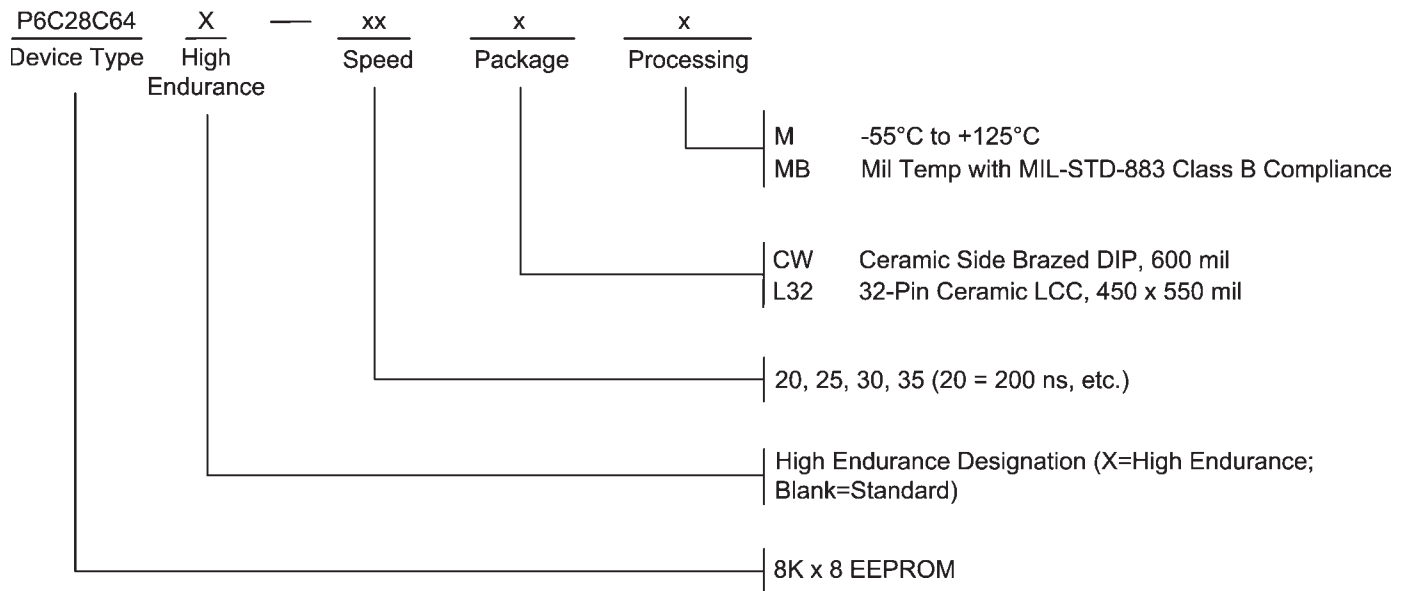 P6C28C64 X — xx x x
Device Type High Endurance Speed Package Processing
M -55°C to +125°C
MB Mil Temp with MIL-STD-883 Class B Compliance
CW Ceramic Side Brazed DIP, 600 mil
L32 32-Pin Ceramic LCC, 450 x 550 mil
20, 25, 30, 35 (20 = 200 ns, etc.)
High Endurance Designation (X=High Endurance;
Blank=Standard)
8K x 8 EEPROM